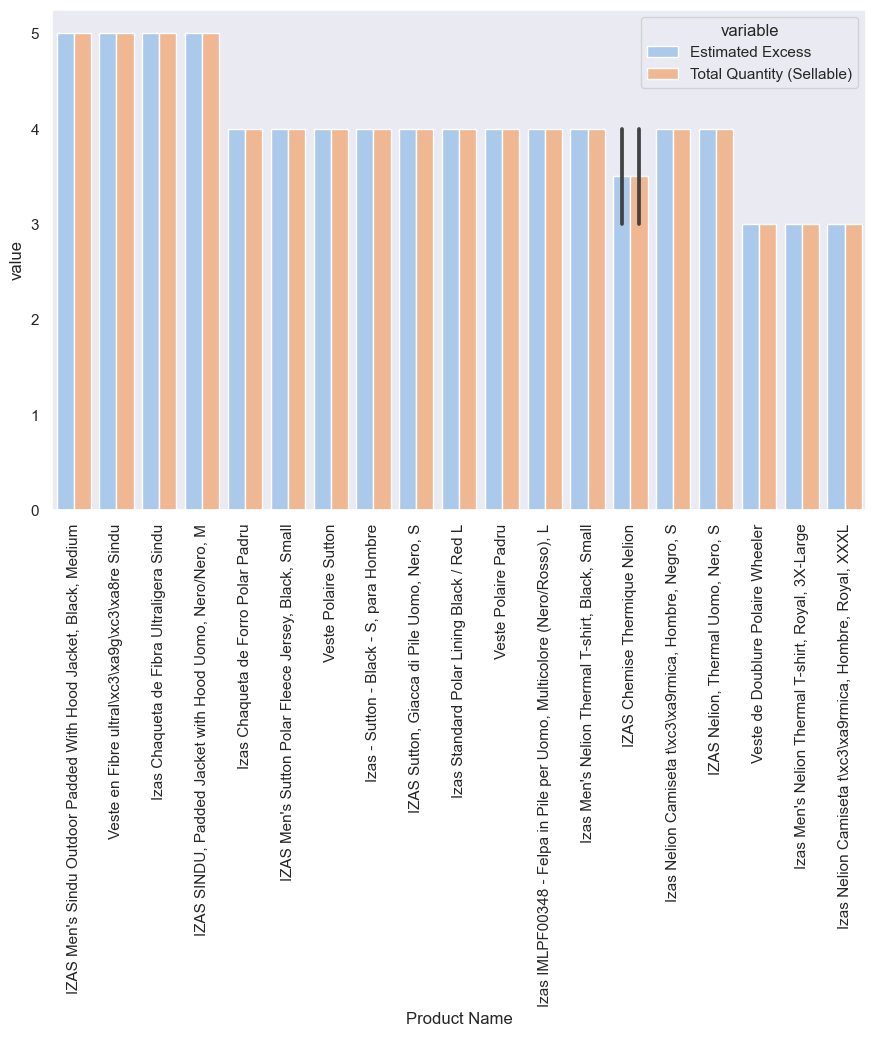 variable
Estimated Excess
Total Quantity (Sellable)
value
5
4
3
2
1
0
IZAS Men's Sindu Outdoor Padded With Hood Jacket, Black, Medium
Veste en Fibre ultral\xc3\xa9g\xc3\xa8re Sindu
Izas Chaqueta de Fibra Ultraligera Sindu
IZAS SINDU, Padded Jacket with Hood Uomo, Nero/Nero, M
Izas Chaqueta de Forro Polar Padru
IZAS Men's Sutton Polar Fleece Jersey, Black, Small
Veste Polaire Sutton
Izas - Sutton - Black - S, para Hombre
IZAS Sutton, Giacca di Pile Uomo, Nero, S
Izas Standard Polar Lining Black / Red L
Veste Polaire Padru
Izas IMLPF00348 - Felpa in Pile per Uomo, Multicolore (Nero/Rosso), L
Izas Men's Nelion Thermal T-shirt, Black, Small
IZAS Chemise Thermique Nelion
Izas Nelion Camiseta t\xc3\xa9rmica, Hombre, Negro, S
IZAS Nelion, Thermal Uomo, Nero, S
Veste de Doublure Polaire Wheeler
Izas Men's Nelion Thermal T-shirt, Royal, 3X-Large
Izas Nelion Camiseta t\xc3\xa9rmica, Hombre, Royal, XXXL
Product Name